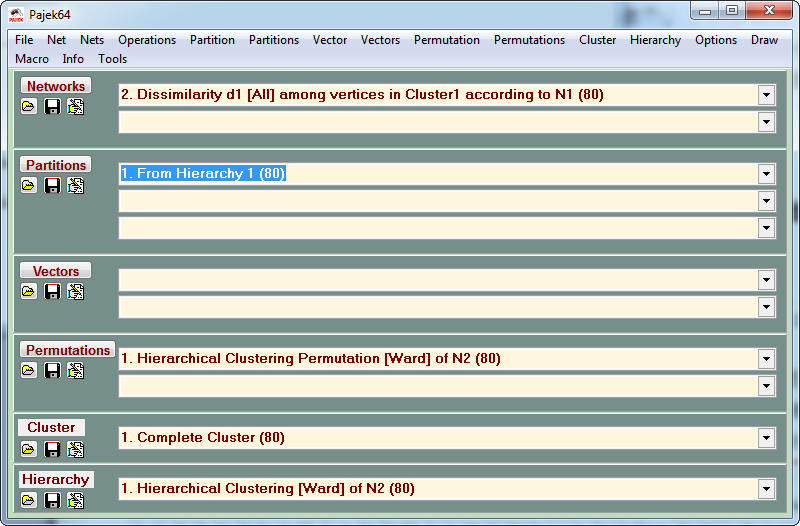 Pajek64
File Net Nets Operations Partition Partitions Vector Vectors Permutation Permutations Cluster Hierarchy Options Draw
Macro Info Tools
Networks
2. Dissimilarity d1 [All] among vertices in Cluster1 according to N1 (80)
Partitions
1. From Hierarchy 1 (80)
Vectors
Permutations
1. Hierarchical Clustering Permutation [Ward] of N2 (80)
Cluster
1. Complete Cluster (80)
Hierarchy
1. Hierarchical Clustering [Ward] of N2 (80)